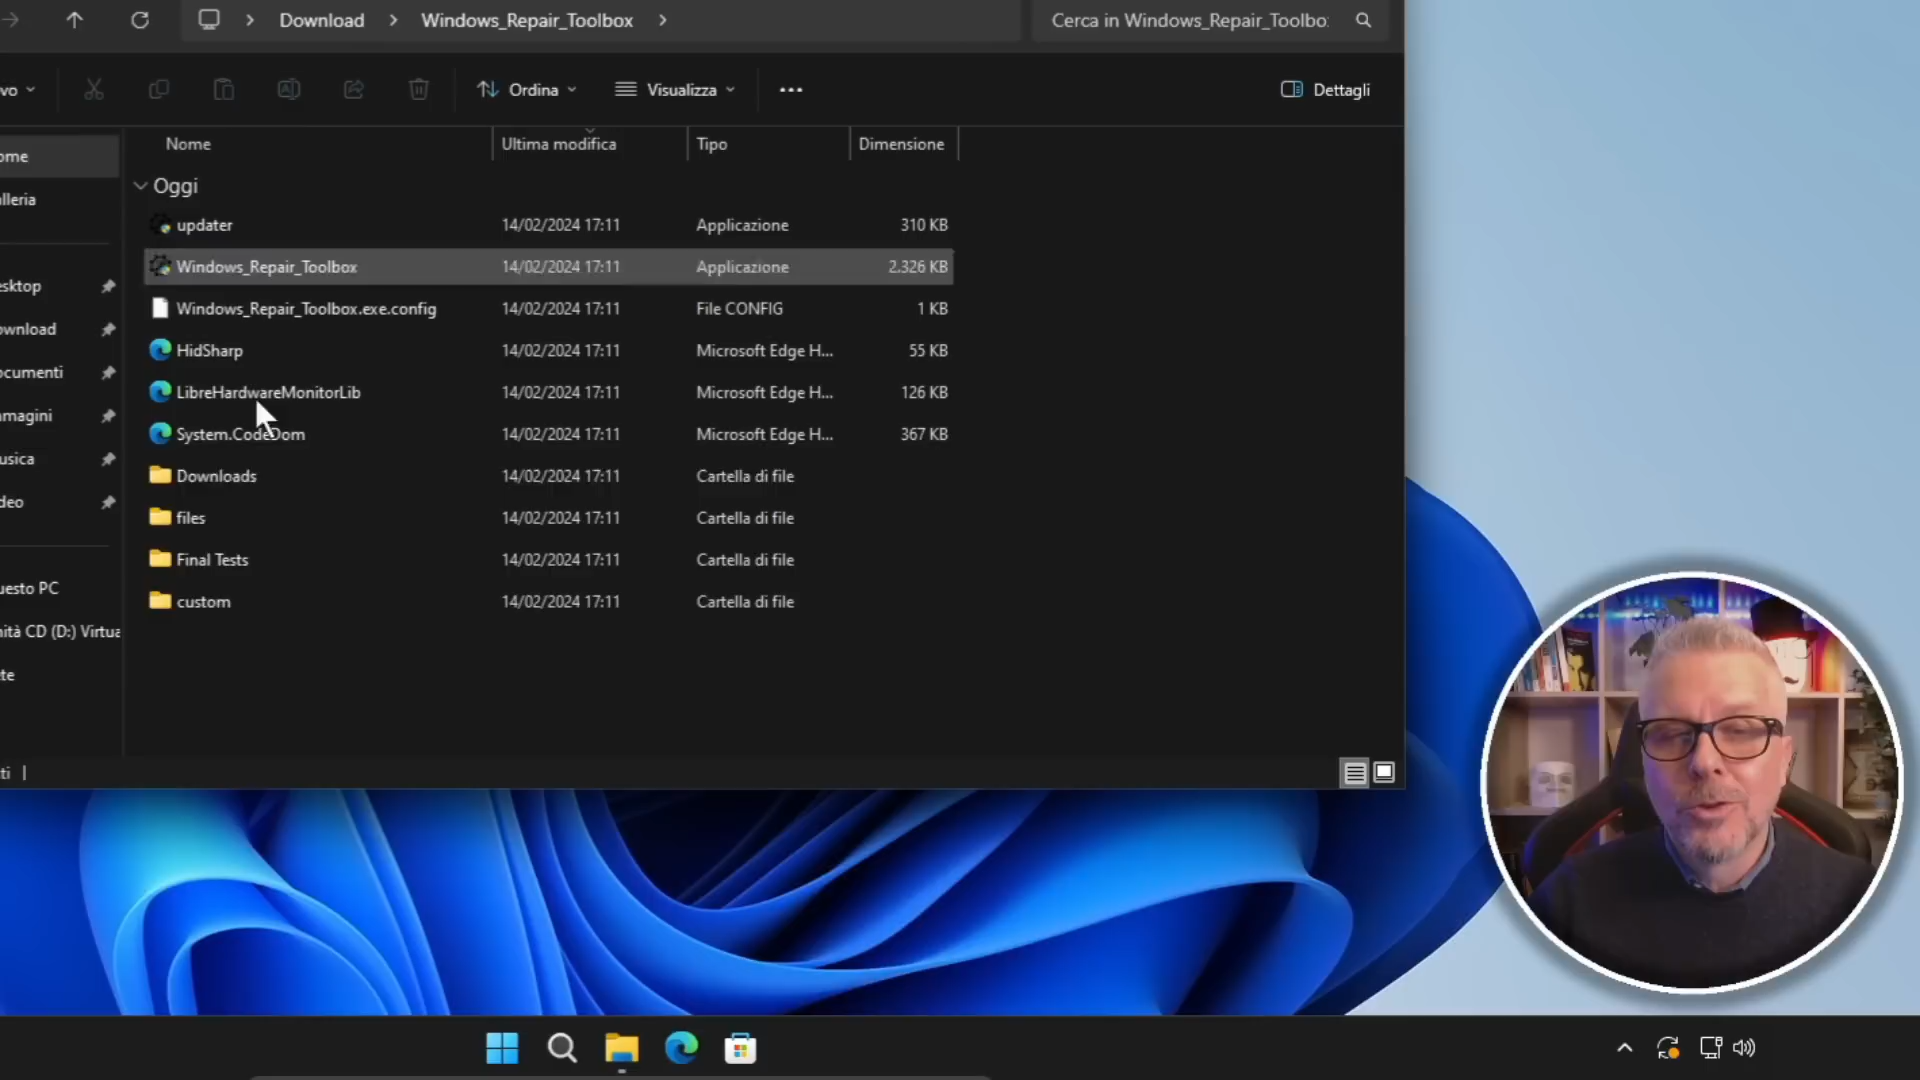 Download Windows_Repair_Toolbox
Cerca in Windows_Repair_Toolbo
vo Ordina Visualizza Dettagli
Nome Ultima modifica Tipo Dimensione
Oggi
updater 14/02/2024 17:11 Applicazione 310 KB
Windows_Repair_Toolbox 14/02/2024 17:11 Applicazione 2.326 KB
Windows_Repair_Toolbox.exe.config 14/02/2024 17:11 File CONFIG 1 KB
HidSharp 14/02/2024 17:11 Microsoft Edge H... 55 KB
LibreHardwareMonitorLib 14/02/2024 17:11 Microsoft Edge H... 126 KB
System.CodeDom 14/02/2024 17:11 Microsoft Edge H... 367 KB
Downloads 14/02/2024 17:11 Cartella di file
files 14/02/2024 17:11 Cartella di file
Final Tests 14/02/2024 17:11 Cartella di file
custom 14/02/2024 17:11 Cartella di file
ome
lleria
esktop
ownload
ocumenti
mmagini
usica
deo
uesto PC
nità CD (D:) Virtua
te
ti